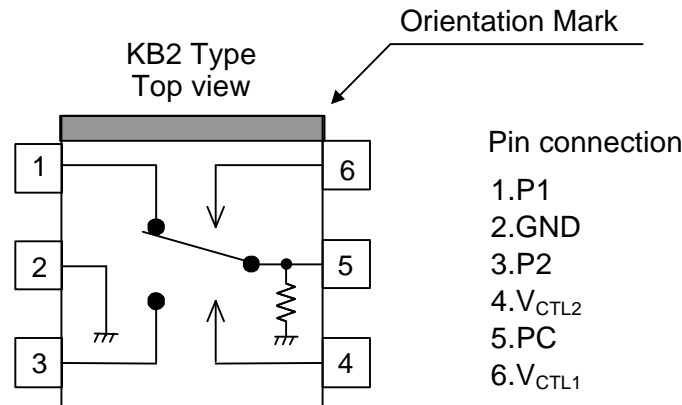 Orientation Mark
KB2 Type
Top view
1
6
2
5
3
4
Pin connection
1.P1
2.GND
3.P2
4.VCTL2
5.PC
6.VCTL1